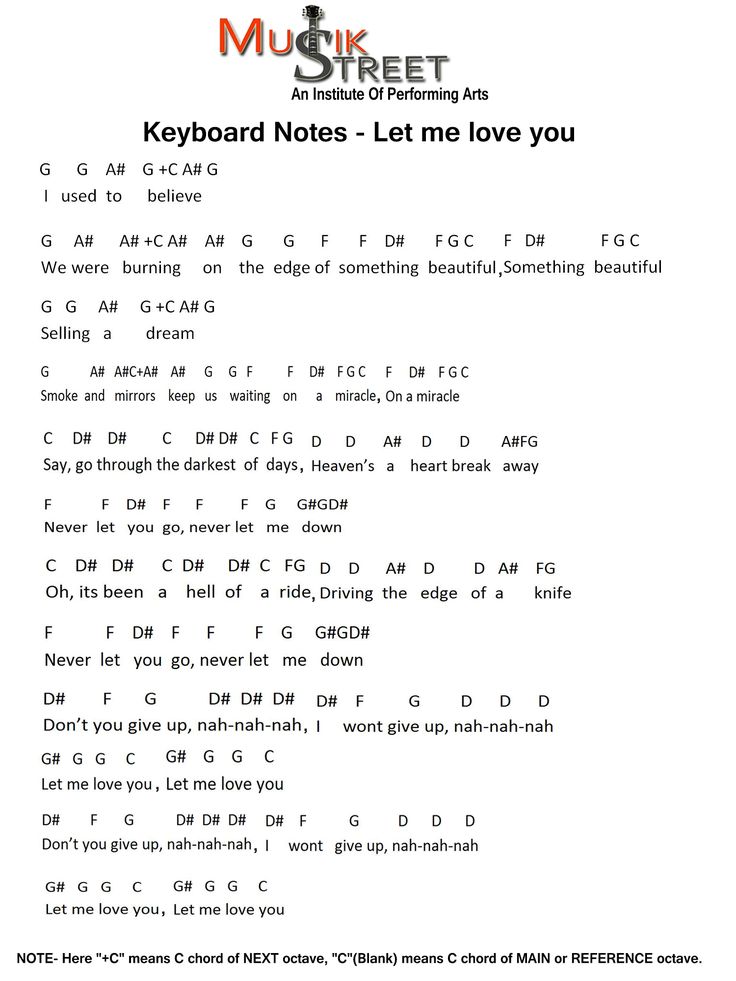 MUSIK
STREET
An Institute Of Performing Arts
Keyboard Notes - Let me love you
G G A# G +C A# G
I used to believe
G A# A# +C A# A# G G F F D# F G C F D# F G C
We were burning on the edge of something beautiful,Something beautiful
G G A# G +C A# G
Selling a dream
G A# A#C+A# A# G G F F D# F G C F D# F G C
Smoke and mirrors keep us waiting on a miracle, On a miracle
C D# D# C D# D# C F G D D A# D D A#FG
Say, go through the darkest of days, Heaven's a heart break away
F F D# F F F G G#GD#
Never let you go, never let me down
C D# D# C D# D# C FG D D A# D D A# FG
Oh, its been a hell of a ride, Driving the edge of a knife
F F D# F F F G G#GD#
Never let you go, never let me down
D# F G D# D# D# D# F G D D D
Don't you give up, nah-nah-nah, I wont give up, nah-nah-nah
G# G G C G# G G C
Let me love you, Let me love you
D# F G D# D# D# D# F G D D D
Don't you give up, nah-nah-nah, I wont give up, nah-nah-nah
G# G G C G# G G C
Let me love you, Let me love you
NOTE- Here "+C" means C chord of NEXT octave, "C"(Blank) means C chord of MAIN or REFERENCE octave.